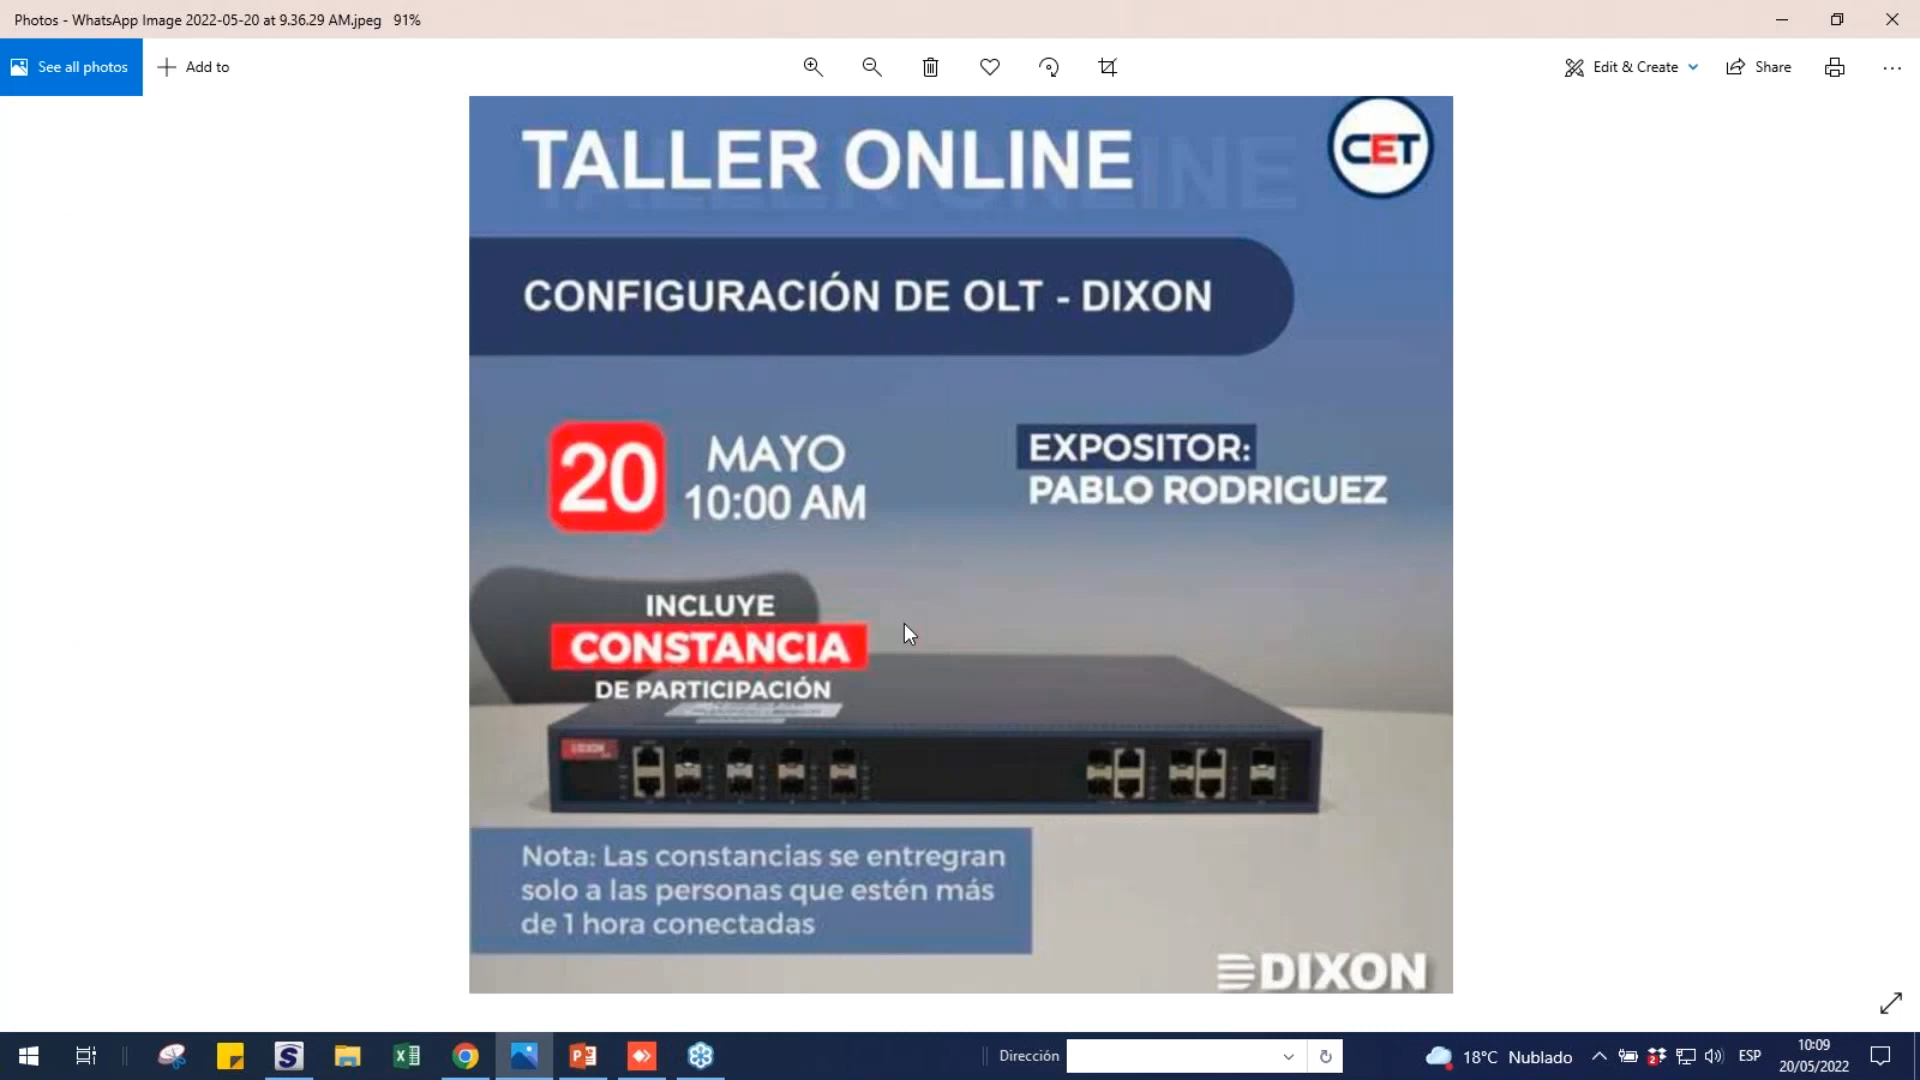 Photos - WhatsApp Image 2022-05-20 at 9.36.29 AM.jpeg 91%
See all photos
Add to
Edit & Create
Share
TALLER ONLINE
CET
CONFIGURACIÓN DE OLT - DIXON
20
MAYO
10:00 AM
EXPOSITOR:
PABLO RODRIGUEZ
INCLUYE
CONSTANCIA
DE PARTICIPACIÓN
DIXON
Nota: Las constancias se entregran
solo a las personas que estén más
de 1 hora conectadas
DIXON
Dirección
18°C Nublado
ESP
10:09
20/05/2022